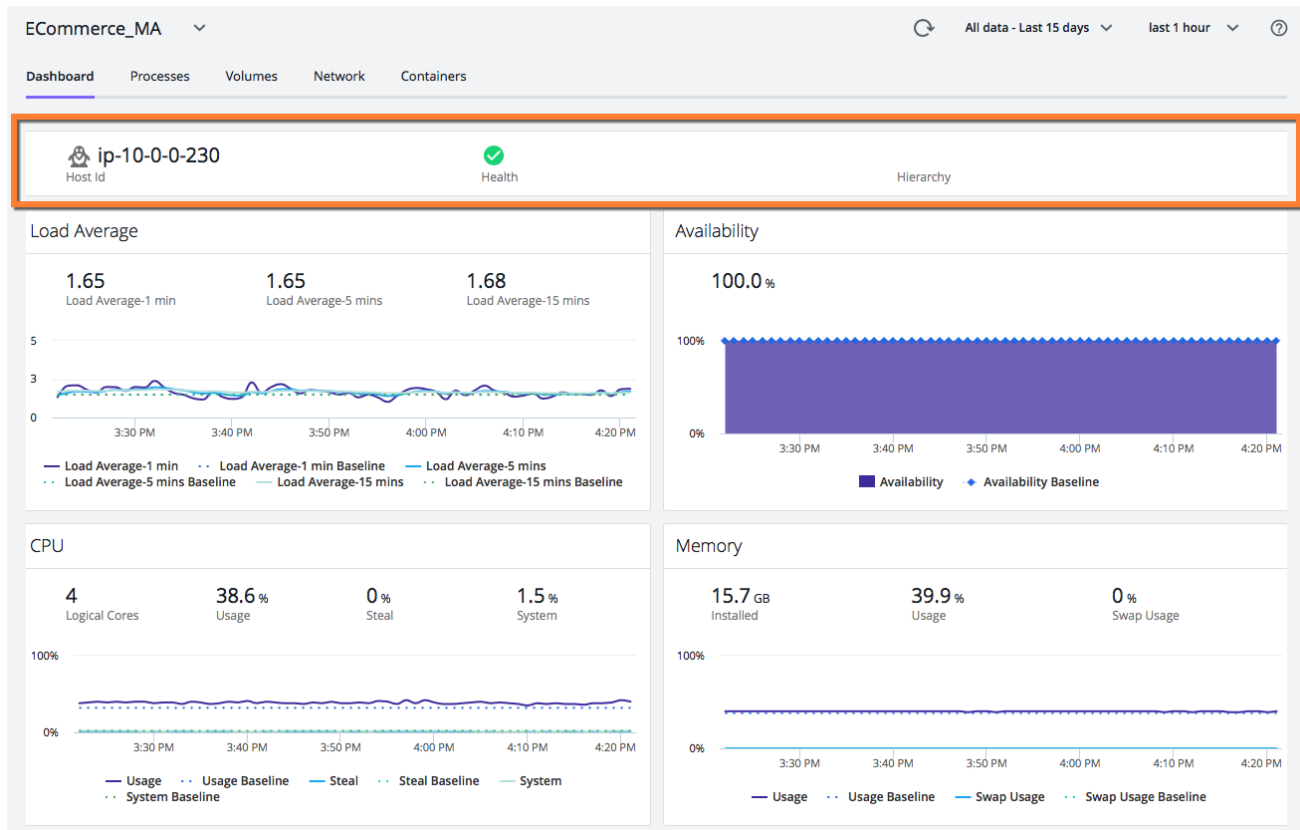 ECommerce_MA All data - Last 15 days last 1 hour ?
Dashboard Processes Volumes Network Containers
ip-10-0-0-230
Host Id Health Hierarchy
Load Average
1.65 1.65 1.68
Load Average-1 min Load Average-5 mins Load Average-15 mins
5
3
0
3:30 PM 3:40 PM 3:50 PM 4:00 PM 4:10 PM 4:20 PM
Load Average-1 min Load Average-1 min Baseline Load Average-5 mins
Load Average-5 mins Baseline Load Average-15 mins Load Average-15 mins Baseline
Availability
100.0 %
100%
0%
3:30 PM 3:40 PM 3:50 PM 4:00 PM 4:10 PM 4:20 PM
Availability Availability Baseline
CPU
4 38.6 % 0 % 1.5 %
Logical Cores Usage Steal System
100%
0%
3:30 PM 3:40 PM 3:50 PM 4:00 PM 4:10 PM 4:20 PM
Usage Usage Baseline Steal Steal Baseline System
System Baseline
Memory
15.7 GB 39.9 % 0 %
Installed Usage Swap Usage
100%
0%
3:30 PM 3:40 PM 3:50 PM 4:00 PM 4:10 PM 4:20 PM
Usage Usage Baseline Swap Usage Swap Usage Baseline